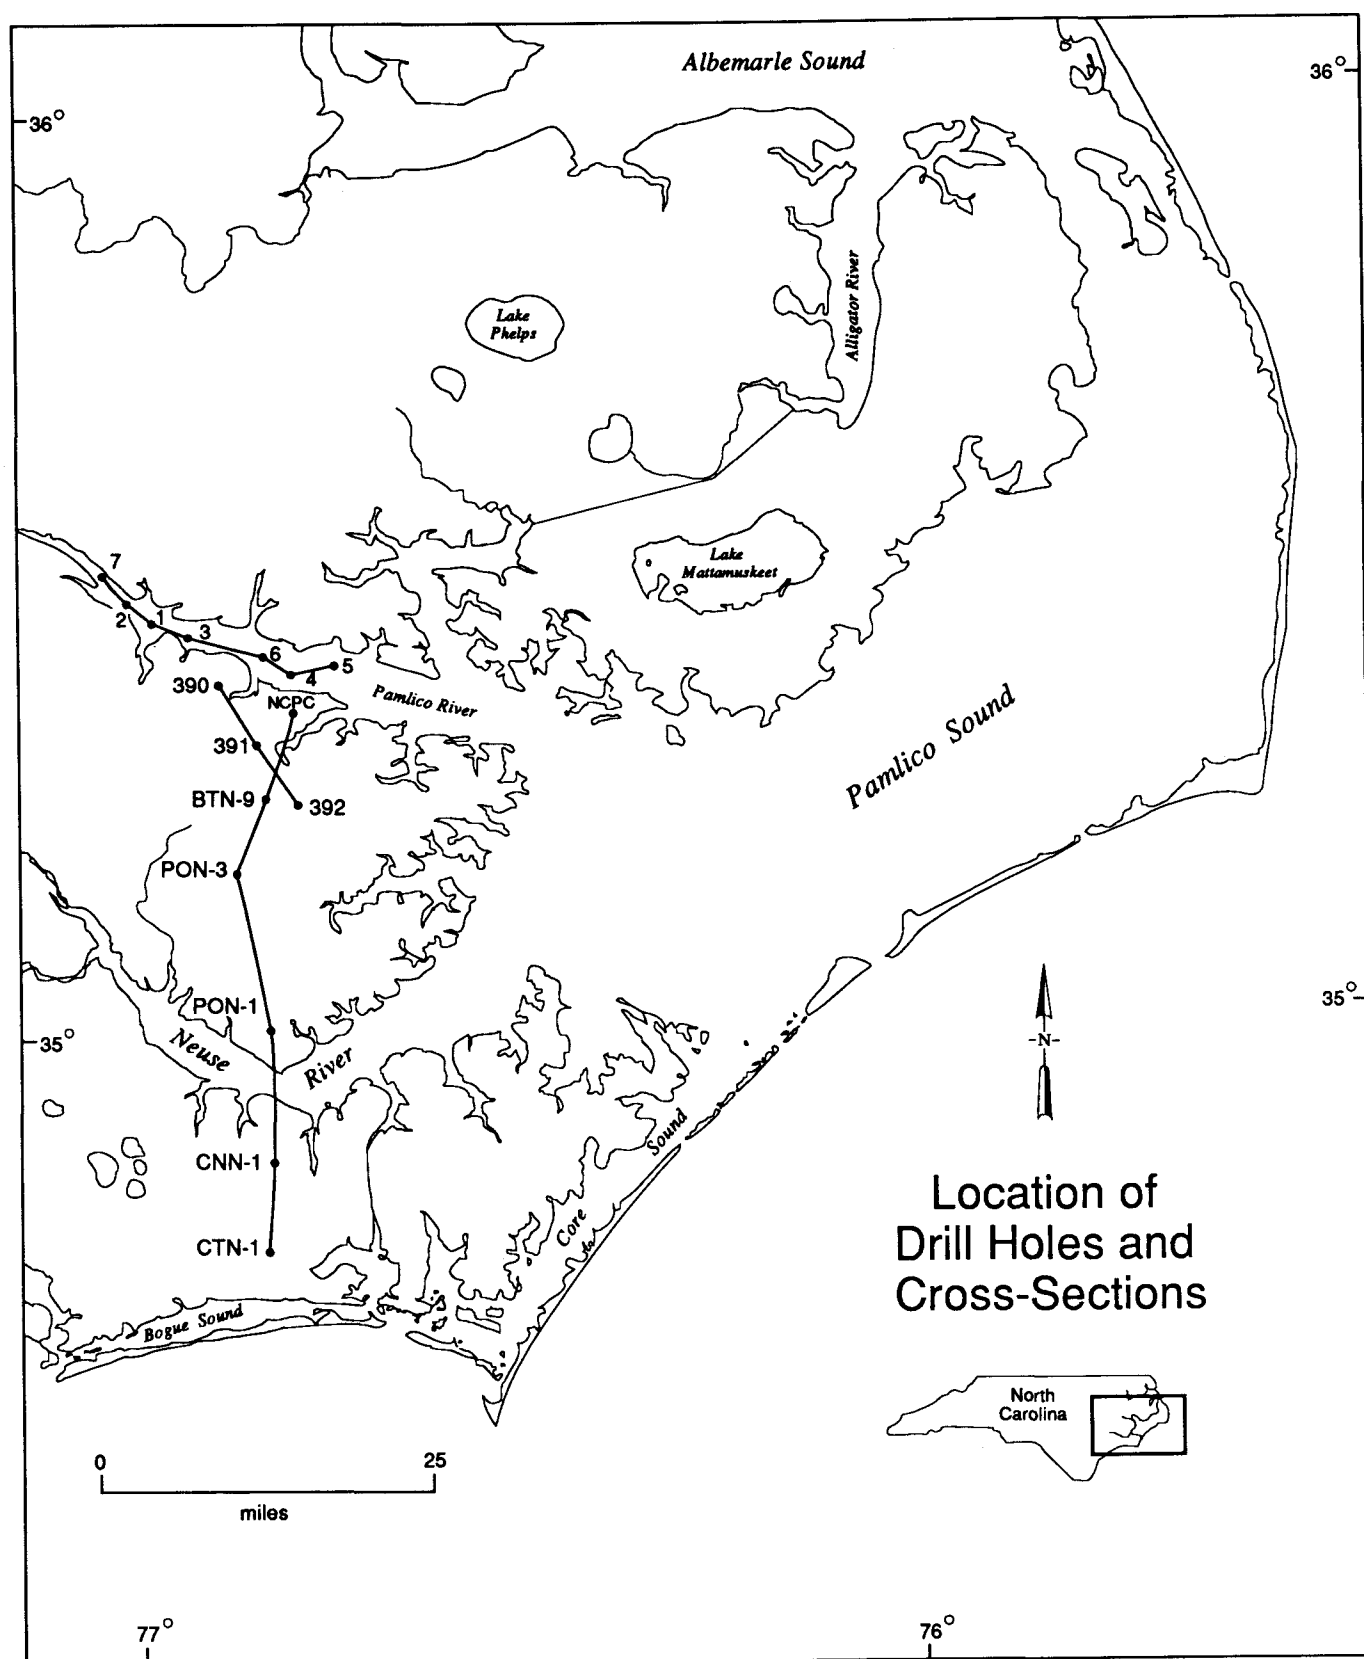 Albemarle Sound
36°
36°
Alligator River
Lake
Phelps
Lake
Mattamuskeet
7
2
1
3
6
4
5
390
NCPC
Pamlico River
391
BTN-9
392
Pamlico Sound
PON-3
PON-1
35°
35°
Neuse
River
-N-
CNN-1
Sound
Core
CTN-1
Location of
Drill Holes and
Cross-Sections
Bogue Sound
North
Carolina
0
25
miles
77°
76°